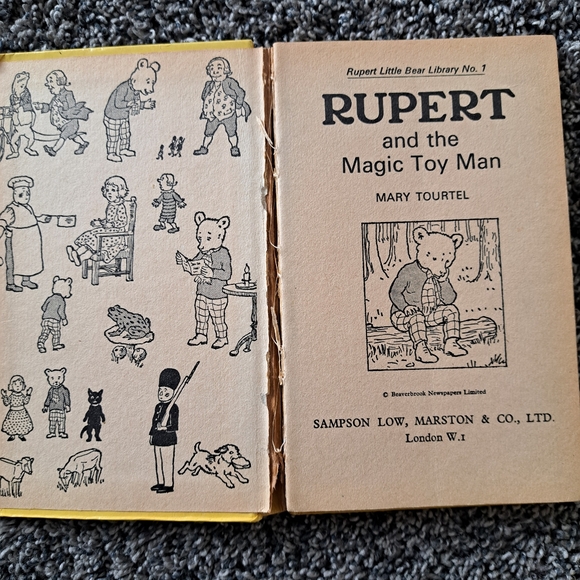 Rupert Little Bear Library No. 1
RUPERT
and the
Magic Toy Man
MARY TOURTEL
© Beaverbrook Newspapers Limited
SAMPSON LOW, MARSTON & CO., LTD.
London W.1